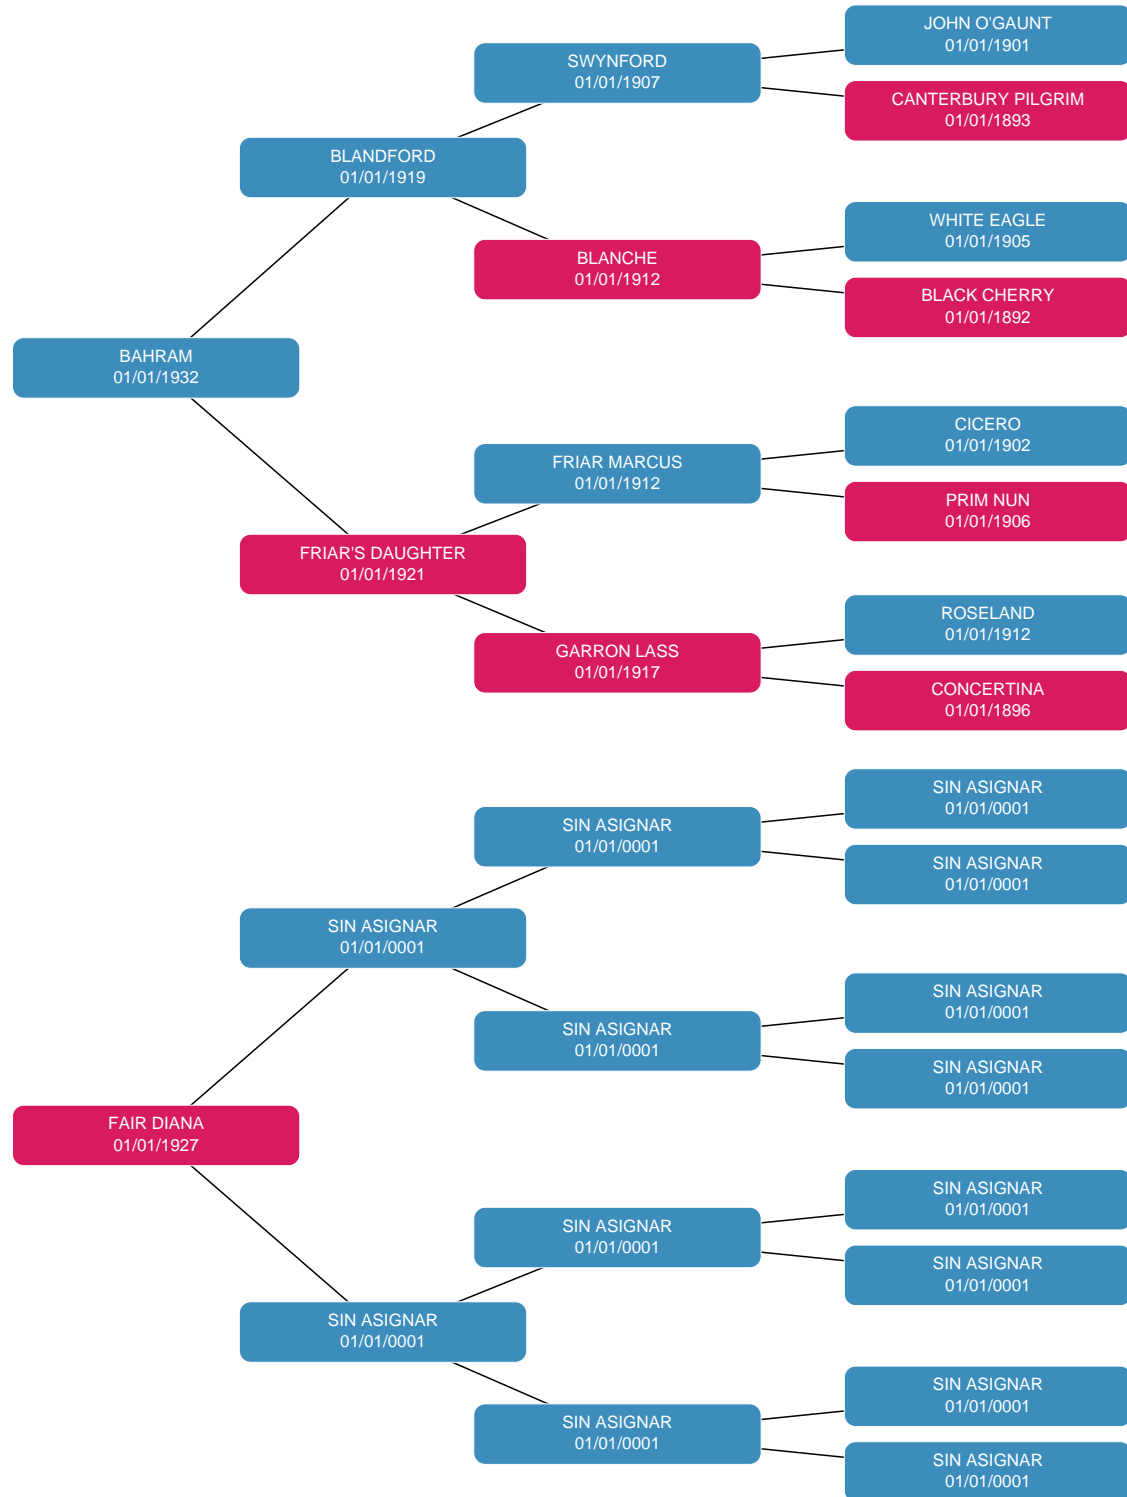 JOHN O'GAUNT
01/01/1901
SWYNFORD
01/01/1907
CANTERBURY PILGRIM
01/01/1893
BLANDFORD
01/01/1919
WHITE EAGLE
01/01/1905
BLANCHE
01/01/1912
BLACK CHERRY
01/01/1892
BAHRAM
01/01/1932
CICERO
01/01/1902
FRIAR MARCUS
01/01/1912
PRIM NUN
01/01/1906
FRIAR'S DAUGHTER
01/01/1921
ROSELAND
01/01/1912
GARRON LASS
01/01/1917
CONCERTINA
01/01/1896
SIN ASIGNAR
01/01/0001
SIN ASIGNAR
01/01/0001
SIN ASIGNAR
01/01/0001
SIN ASIGNAR
01/01/0001
SIN ASIGNAR
01/01/0001
SIN ASIGNAR
01/01/0001
SIN ASIGNAR
01/01/0001
FAIR DIANA
01/01/1927
SIN ASIGNAR
01/01/0001
SIN ASIGNAR
01/01/0001
SIN ASIGNAR
01/01/0001
SIN ASIGNAR
01/01/0001
SIN ASIGNAR
01/01/0001
SIN ASIGNAR
01/01/0001
SIN ASIGNAR
01/01/0001